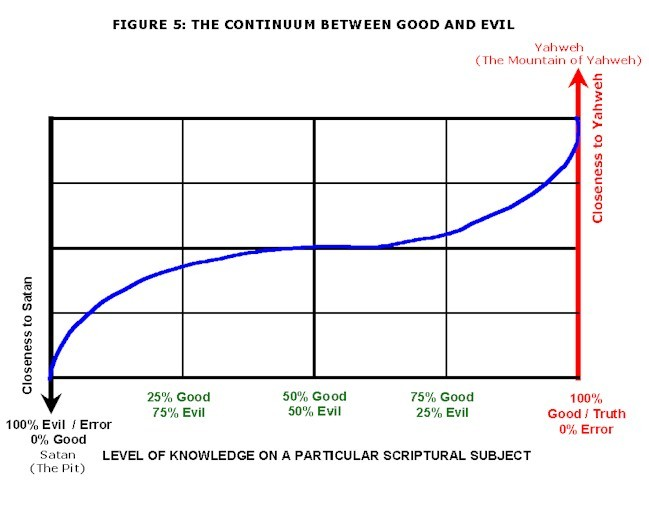 FIGURE 5: THE CONTINUUM BETWEEN GOOD AND EVIL
Yahweh
(The Mountain of Yahweh)
Closeness to Yahweh
Closeness to Satan
25% Good
75% Evil
50% Good
50% Evil
75% Good
25% Evil
100%
Good / Truth
0% Error
100% Evil / Error
0% Good
Satan
(The Pit)
LEVEL OF KNOWLEDGE ON A PARTICULAR SCRIPTURAL SUBJECT